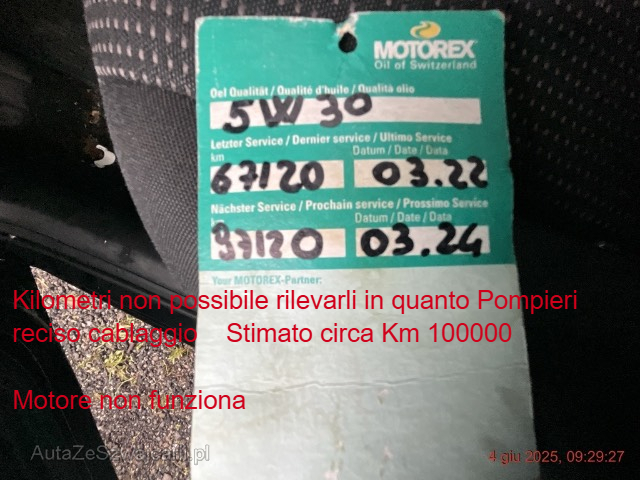 MOTOREX
Oil of Switzerland
Oel Qualität / Qualité d'huile / Qualità olio
5W30
Letzter Service / Dernier service / Ultimo Service
km Datum / Date / Data
67120 03.22
Nächster Service / Prochain service / Prossimo Service
km Datum / Date / Data
97120 03.24
Your MOTOREX-Partner:
Kilometri non possibile rilevarli in quanto Pompieri
reciso cablaggio Stimato circa Km 100000
Motore non funziona
AutaZeSzwajcarii.pl
4 giu 2025, 09:29:27